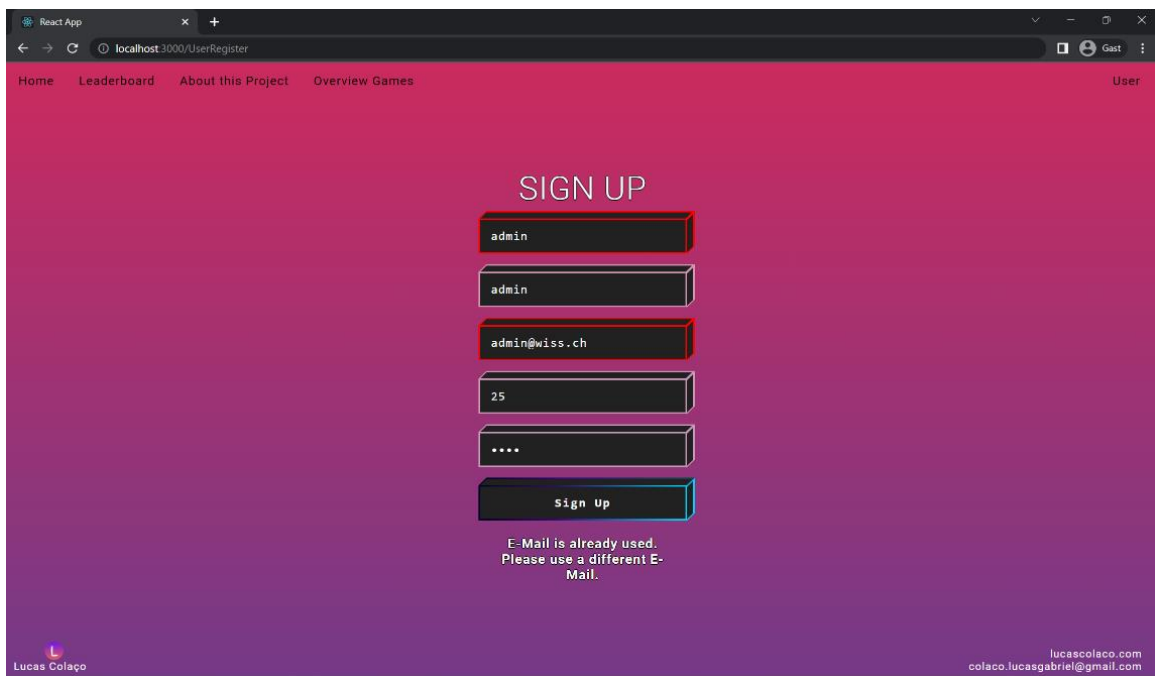 React App
localhost:3000/UserRegister
Gast
Home Leaderboard About this Project Overview Games User
SIGN UP
admin
admin
admin@wiss.ch
25
••••
Sign Up
E-Mail is already used.
Please use a different E-
Mail.
L
Lucas Colaço
lucascolaco.com
colaco.lucasgabriel@gmail.com